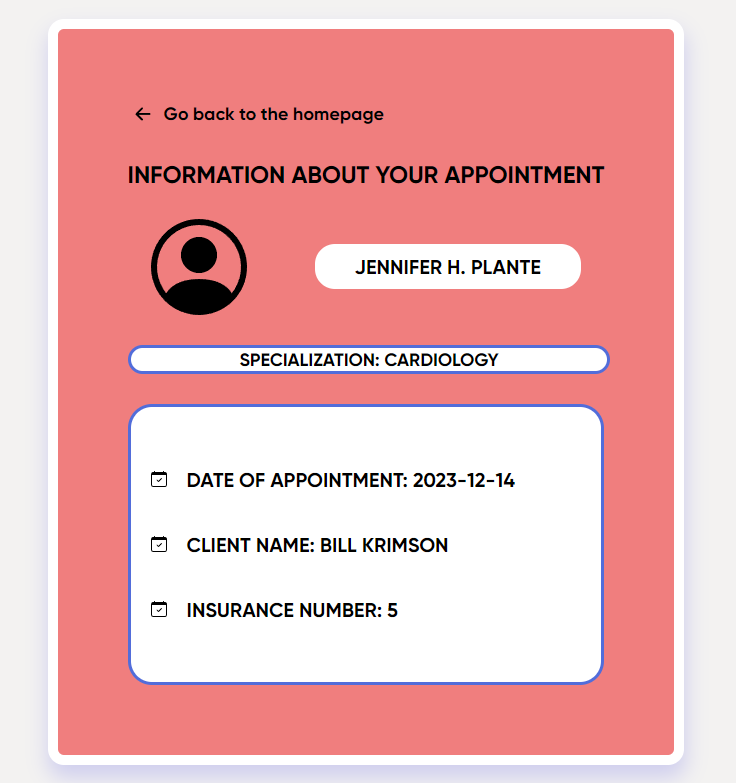 Go back to the homepage
INFORMATION ABOUT YOUR APPOINTMENT
JENNIFER H. PLANTE
SPECIALIZATION: CARDIOLOGY
DATE OF APPOINTMENT: 2023-12-14
CLIENT NAME: BILL KRIMSON
INSURANCE NUMBER: 5